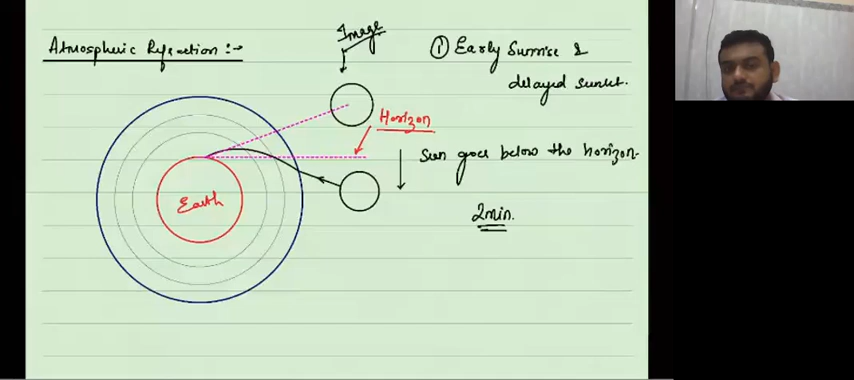 Atmospheric Refraction :→
Image
① Early Sunrise &
delayed sunset.
Horizon
Sun goes below the horizon.
Earth
2min.